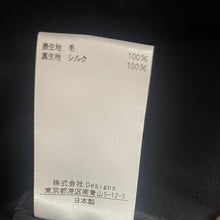 表生地 毛 100%
裏生地 シルク 100%
株式会社Designs
東京都港区南青山5-12-3
日本製